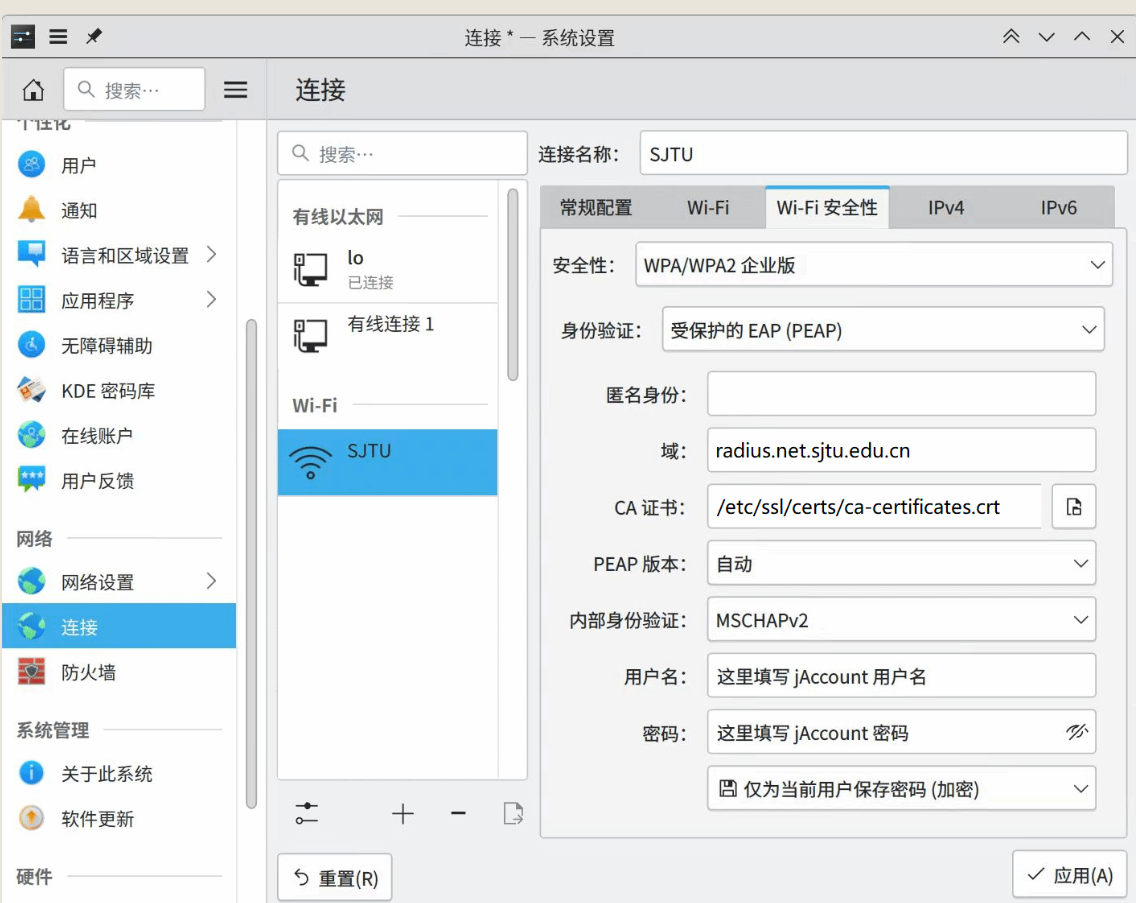 连接 * — 系统设置
搜索…
连接
个性化
用户
通知
语言和区域设置
应用程序
无障碍辅助
KDE 密码库
在线账户
用户反馈
网络
网络设置
连接
防火墙
系统管理
关于此系统
软件更新
硬件
搜索…
有线以太网
lo
已连接
有线连接 1
Wi-Fi
SJTU
重置(R)
连接名称： SJTU
常规配置 Wi-Fi Wi-Fi 安全性 IPv4 IPv6
安全性： WPA/WPA2 企业版
身份验证： 受保护的 EAP (PEAP)
匿名身份：
域： radius.net.sjtu.edu.cn
CA 证书： /etc/ssl/certs/ca-certificates.crt
PEAP 版本： 自动
内部身份验证： MSCHAPv2
用户名： 这里填写 jAccount 用户名
密码： 这里填写 jAccount 密码
仅为当前用户保存密码 (加密)
应用(A)